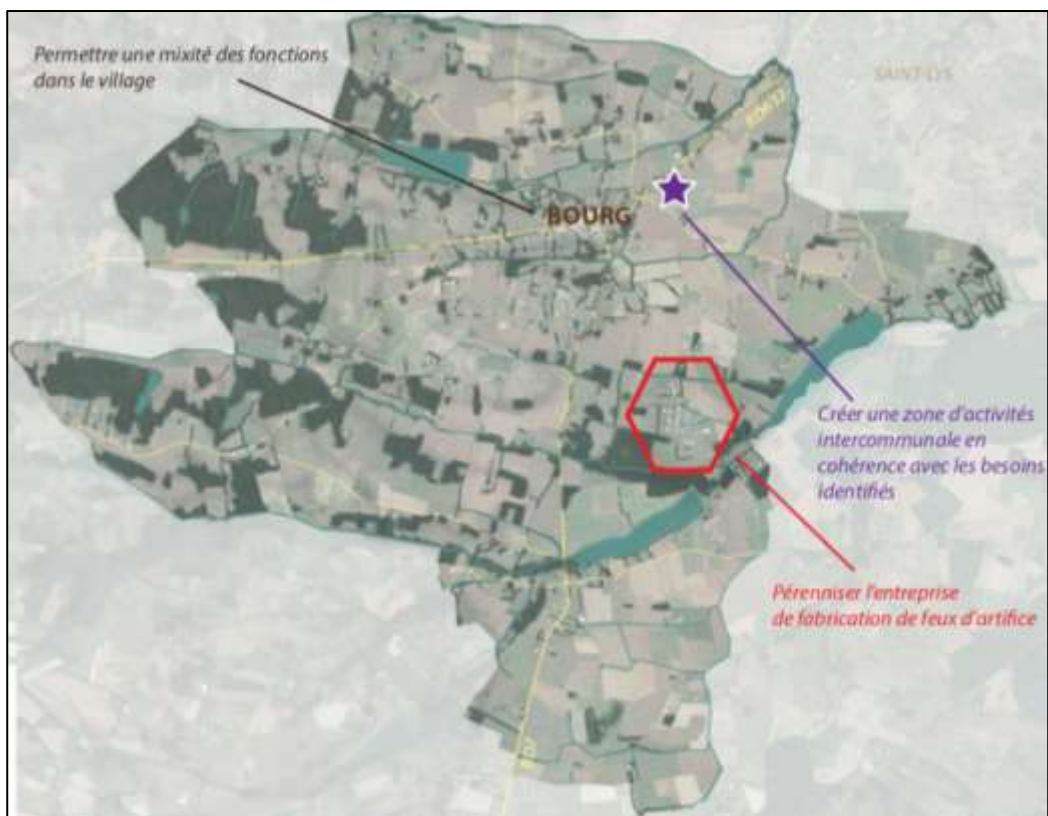 Permettre une mixité des fonctions
dans le village
SAINT-LYS
RD632
BOURG
Créer une zone d'activités
intercommunale en
cohérence avec les besoins
identifiés
Pérenniser l'entreprise
de fabrication de feux d'artifice